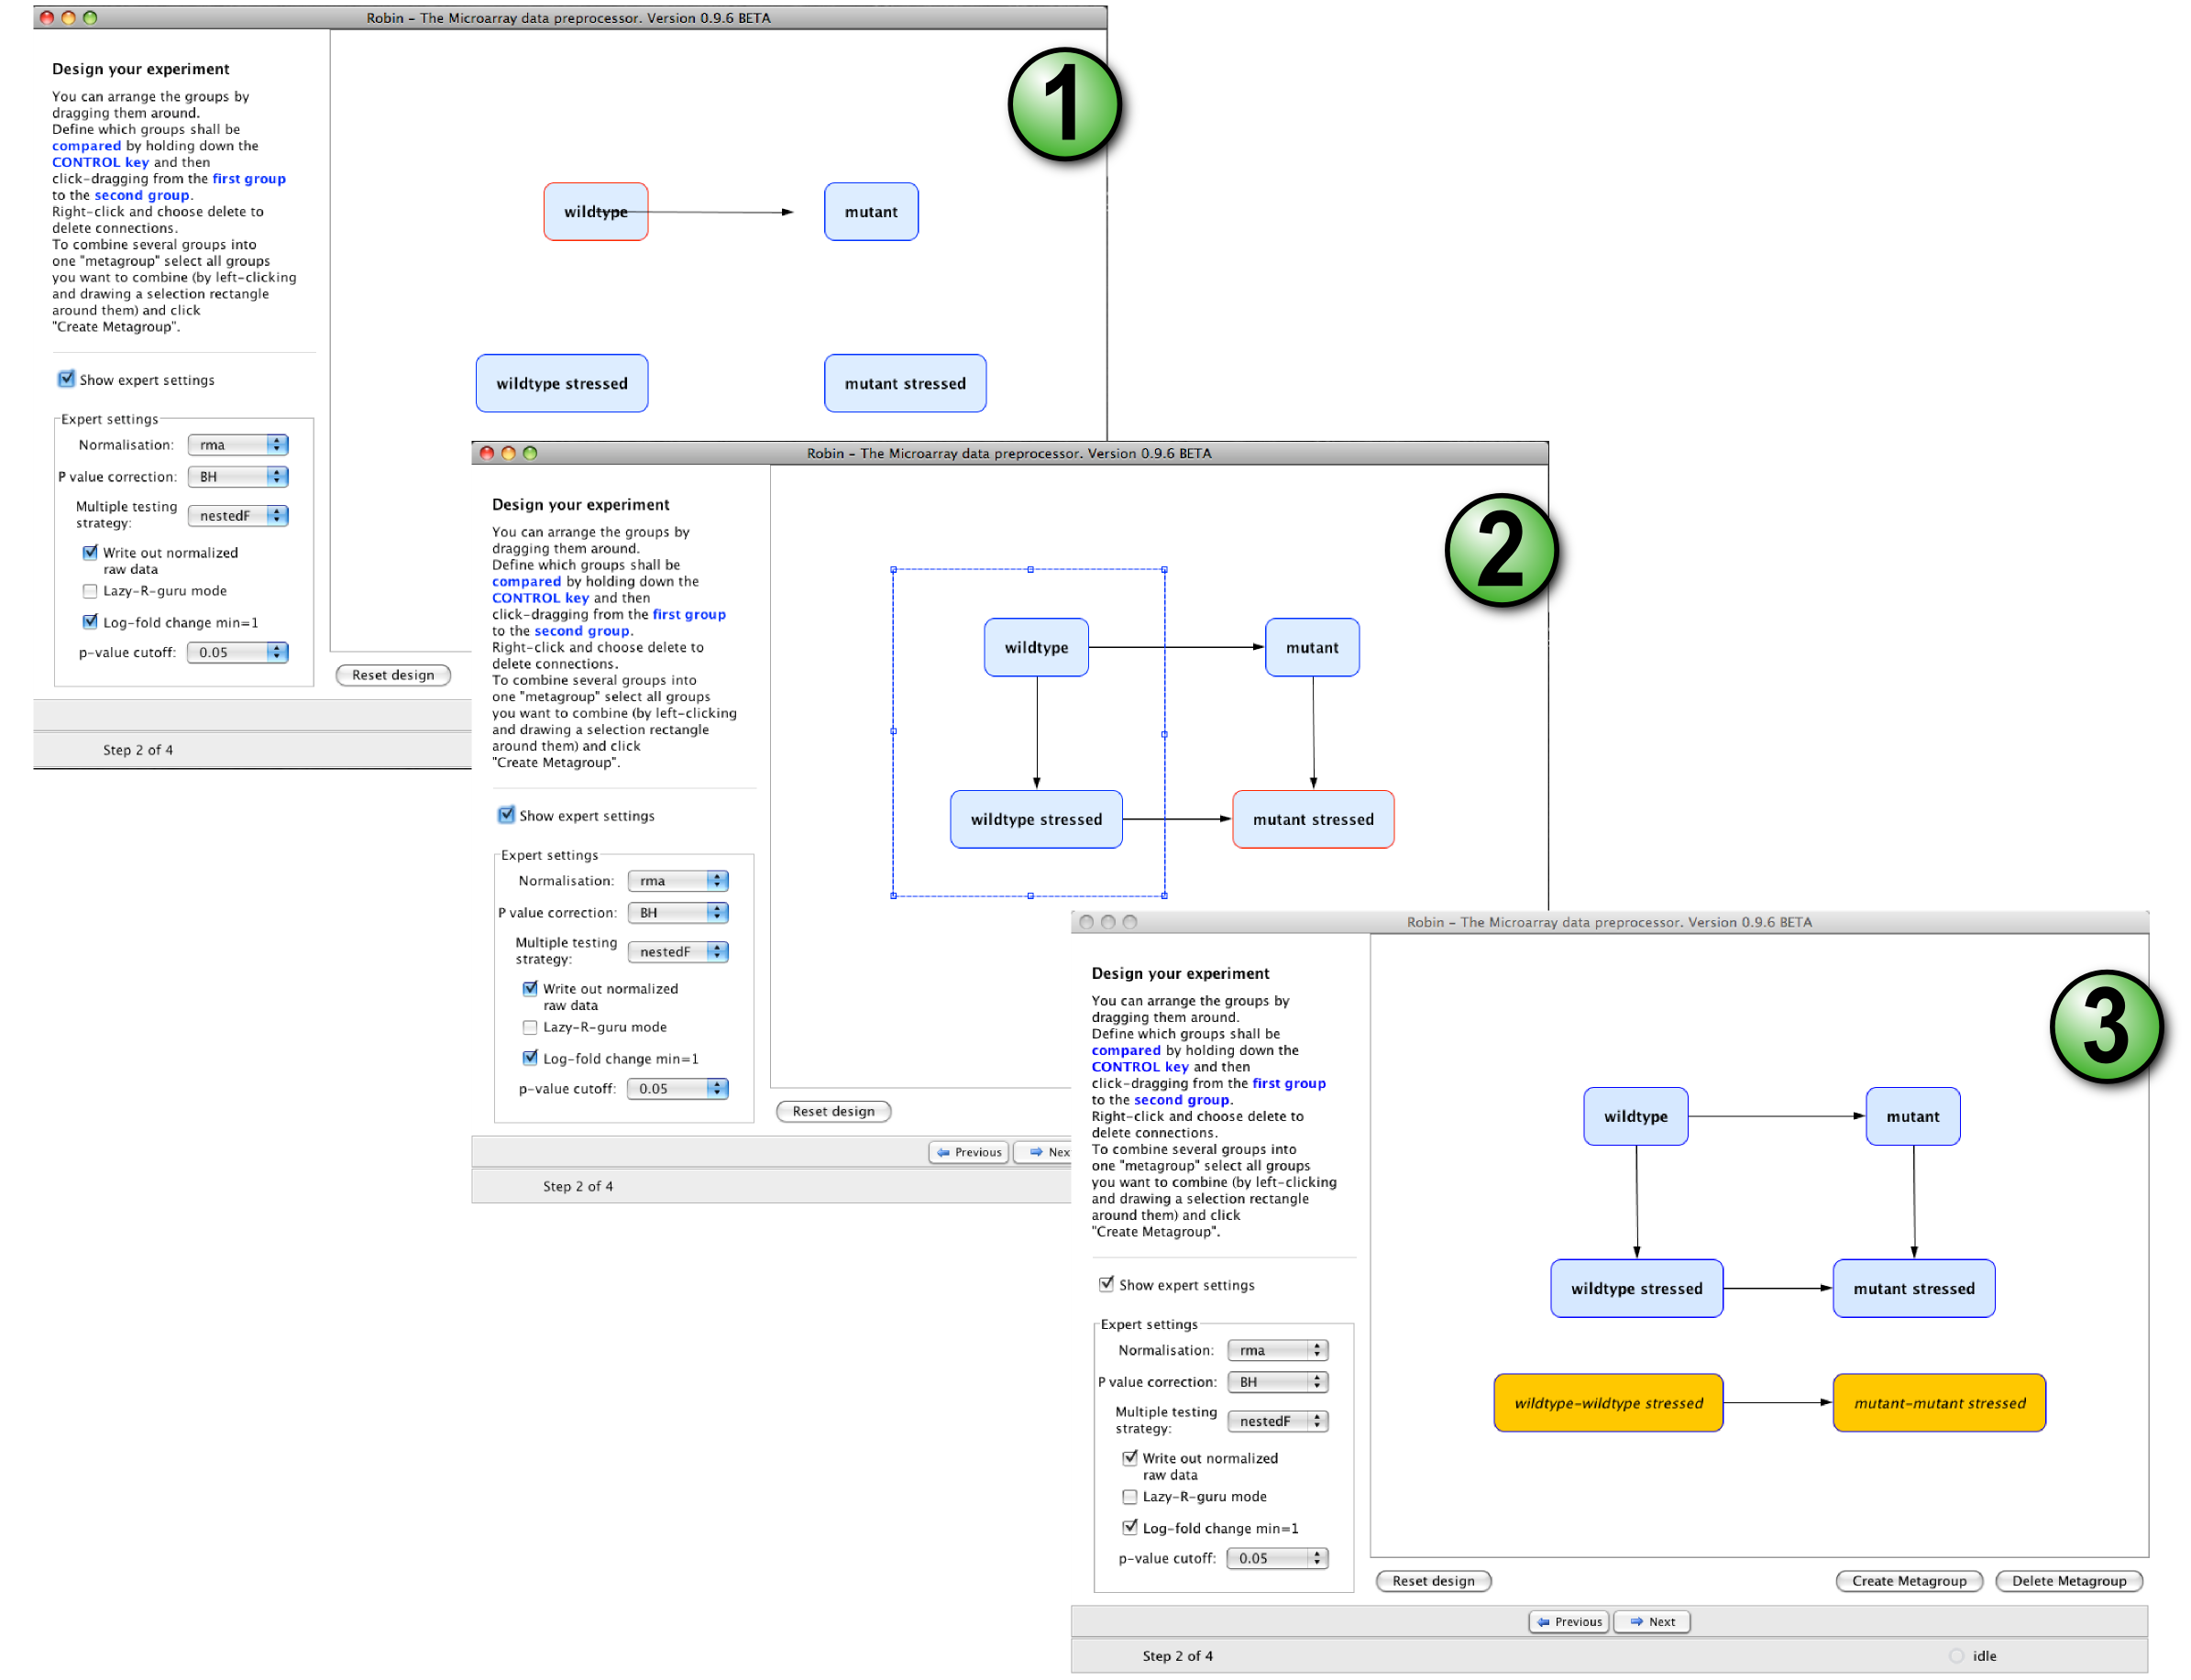 Robin - The Microarray data preprocessor. Version 0.9.6 BETA
1
Design your experiment
You can arrange the groups by
dragging them around.
Define which groups shall be
compared by holding down the
CONTROL key and then
click-dragging from the first group
to the second group.
Right-click and choose delete to
delete connections.
To combine several groups into
one "metagroup" select all groups
you want to combine (by left-clicking
and drawing a selection rectangle
around them) and click
"Create Metagroup".
Show expert settings
Expert settings
Normalisation: rma
P value correction: BH
Multiple testing
strategy: nestedF
Write out normalized
raw data
Lazy-R-guru mode
Log-fold change min=1
p-value cutoff: 0.05
wildtype
mutant
wildtype stressed
mutant stressed
Reset design
Step 2 of 4
Robin - The Microarray data preprocessor. Version 0.9.6 BETA
2
Design your experiment
You can arrange the groups by
dragging them around.
Define which groups shall be
compared by holding down the
CONTROL key and then
click-dragging from the first group
to the second group.
Right-click and choose delete to
delete connections.
To combine several groups into
one "metagroup" select all groups
you want to combine (by left-clicking
and drawing a selection rectangle
around them) and click
"Create Metagroup".
Show expert settings
Expert settings
Normalisation: rma
P value correction: BH
Multiple testing
strategy: nestedF
Write out normalized
raw data
Lazy-R-guru mode
Log-fold change min=1
p-value cutoff: 0.05
wildtype
mutant
wildtype stressed
mutant stressed
Reset design
Previous Nex
Step 2 of 4
Robin - The Microarray data preprocessor. Version 0.9.6 BETA
3
Design your experiment
You can arrange the groups by
dragging them around.
Define which groups shall be
compared by holding down the
CONTROL key and then
click-dragging from the first group
to the second group.
Right-click and choose delete to
delete connections.
To combine several groups into
one "metagroup" select all groups
you want to combine (by left-clicking
and drawing a selection rectangle
around them) and click
"Create Metagroup".
Show expert settings
Expert settings
Normalisation: rma
P value correction: BH
Multiple testing
strategy: nestedF
Write out normalized
raw data
Lazy-R-guru mode
Log-fold change min=1
p-value cutoff: 0.05
wildtype
mutant
wildtype stressed
mutant stressed
wildtype-wildtype stressed
mutant-mutant stressed
Reset design
Create Metagroup
Delete Metagroup
Previous Next
Step 2 of 4
idle